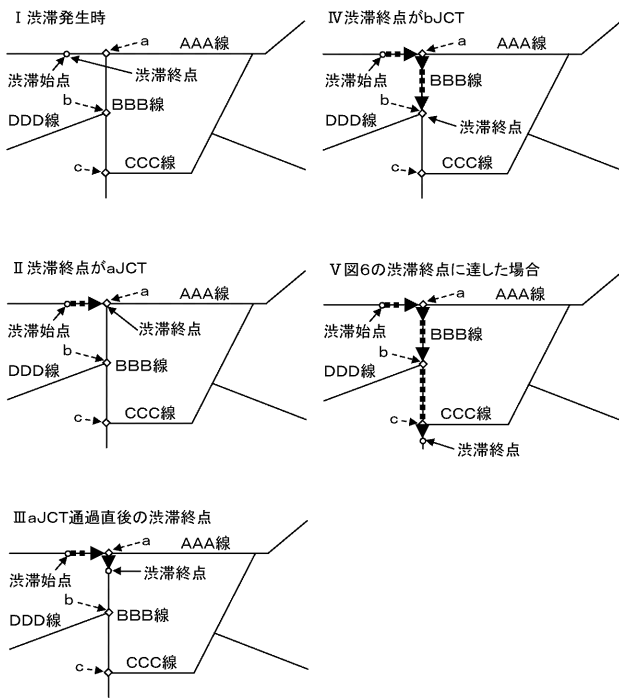 Ⅰ渋滞発生時
a
AAA線
渋滞始点
渋滞終点
b
BBB線
DDD線
c
CCC線
Ⅱ渋滞終点がaJCT
a
AAA線
渋滞始点
渋滞終点
b
BBB線
DDD線
c
CCC線
ⅢaJCT通過直後の渋滞終点
a
AAA線
渋滞始点
渋滞終点
b
BBB線
DDD線
c
CCC線
Ⅳ渋滞終点がbJCT
a
AAA線
渋滞始点
BBB線
b
DDD線
渋滞終点
c
CCC線
Ⅴ図6の渋滞終点に達した場合
a
AAA線
渋滞始点
BBB線
b
DDD線
c
CCC線
渋滞終点